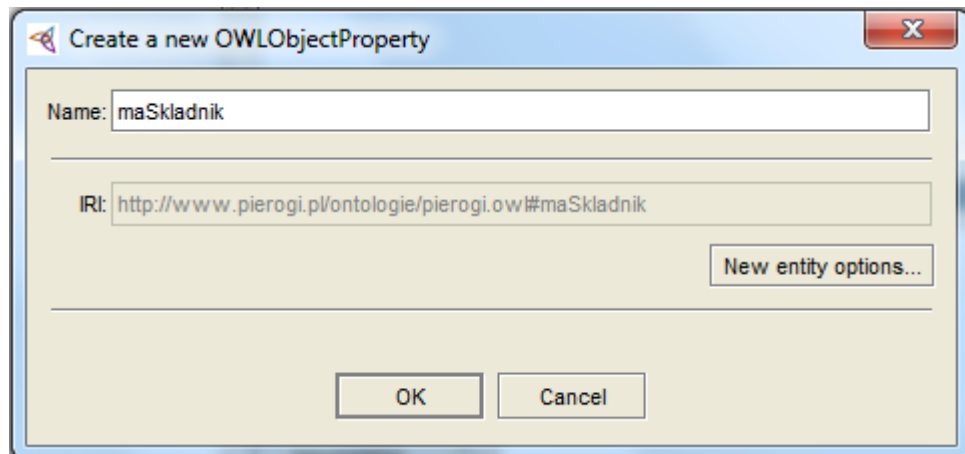 Create a new OWLObjectProperty
Name: maSkladnik
IRI: http://www.pierogi.pl/ontologie/pierogi.owl#maSkladnik
New entity options...
OK Cancel